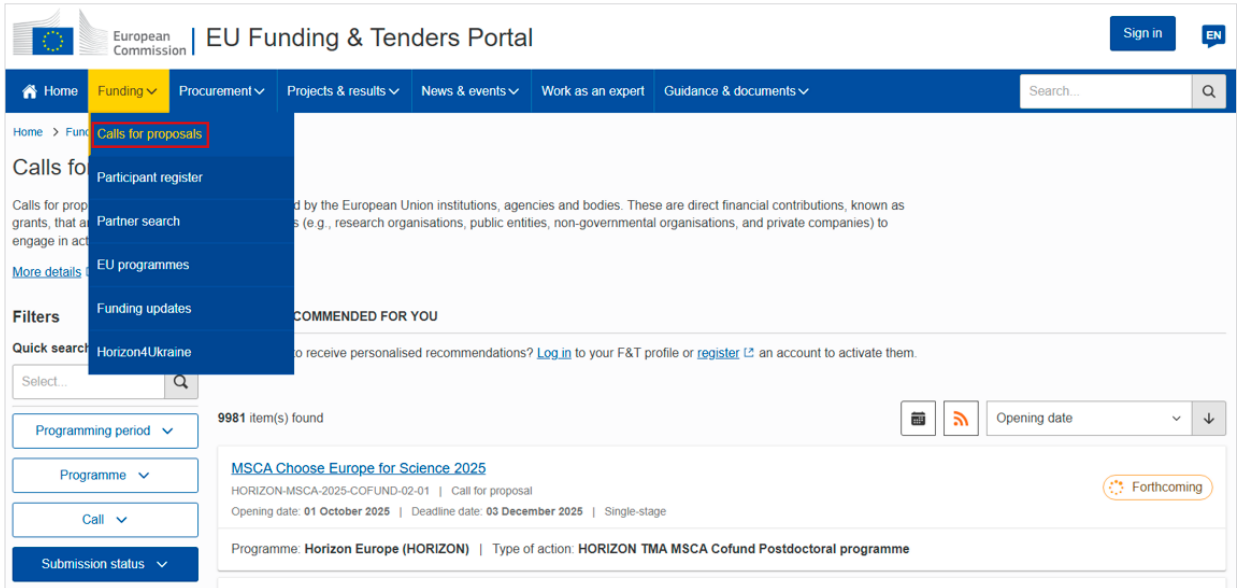 European
Commission
EU Funding & Tenders Portal
Sign in
EN
Home
Funding
Procurement
Projects & results
News & events
Work as an expert
Guidance & documents
Search...
Home > Fund
Calls for proposals
Calls fo
Participant register
Calls for prop
d by the European Union institutions, agencies and bodies. These are direct financial contributions, known as
Partner search
grants, that a
s (e.g., research organisations, public entities, non-governmental organisations, and private companies) to
engage in act
EU programmes
More details
Funding updates
Filters
COMMENDED FOR YOU
Quick search
Horizon4Ukraine
to receive personalised recommendations? Log in to your F&T profile or register an account to activate them.
Select...
9981 item(s) found
Opening date
Programming period
MSCA Choose Europe for Science 2025
Programme
HORIZON-MSCA-2025-COFUND-02-01 | Call for proposal
Forthcoming
Opening date: 01 October 2025 | Deadline date: 03 December 2025 | Single-stage
Call
Programme: Horizon Europe (HORIZON) | Type of action: HORIZON TMA MSCA Cofund Postdoctoral programme
Submission status